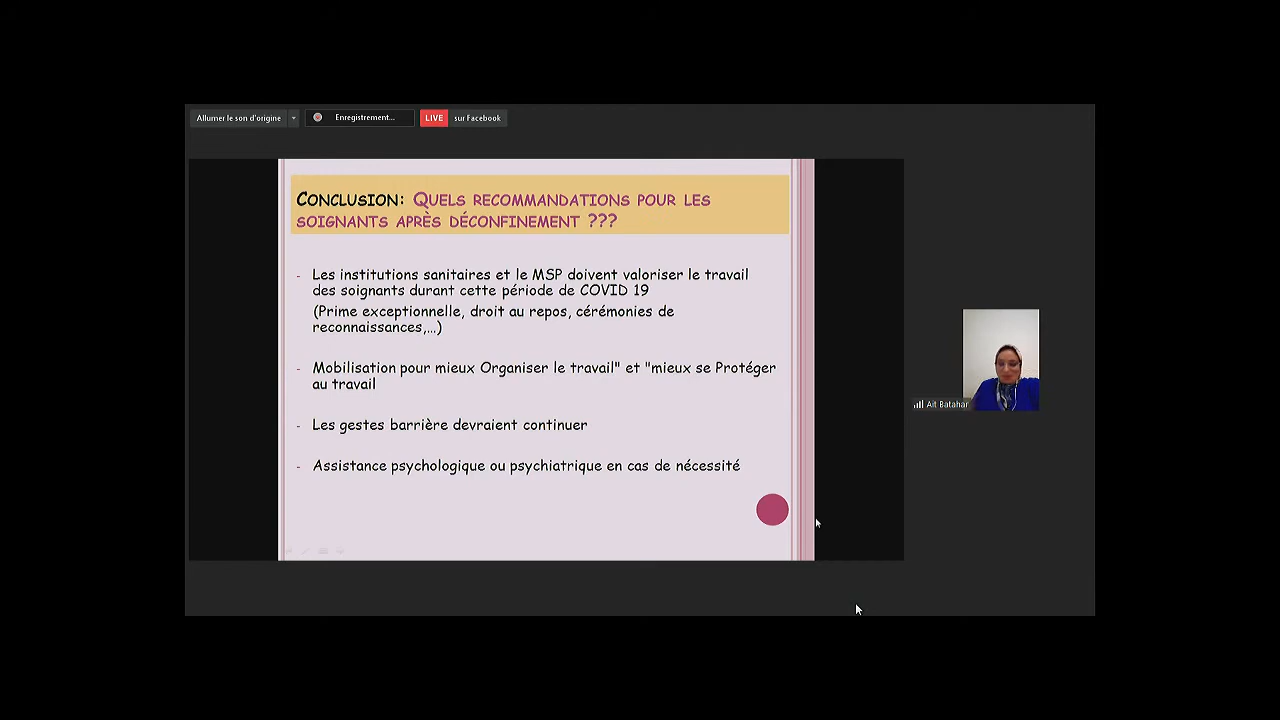 Allumer le son d'origine
Enregistrement...
LIVE sur Facebook
CONCLUSION: QUELS RECOMMANDATIONS POUR LES
SOIGNANTS APRÈS DÉCONFINEMENT ???
- Les institutions sanitaires et le MSP doivent valoriser le travail
des soignants durant cette période de COVID 19
(Prime exceptionnelle, droit au repos, cérémonies de
reconnaissances,...)
- Mobilisation pour mieux Organiser le travail" et "mieux se Protéger
au travail
- Les gestes barrière devraient continuer
- Assistance psychologique ou psychiatrique en cas de nécessité
Ait Batahar